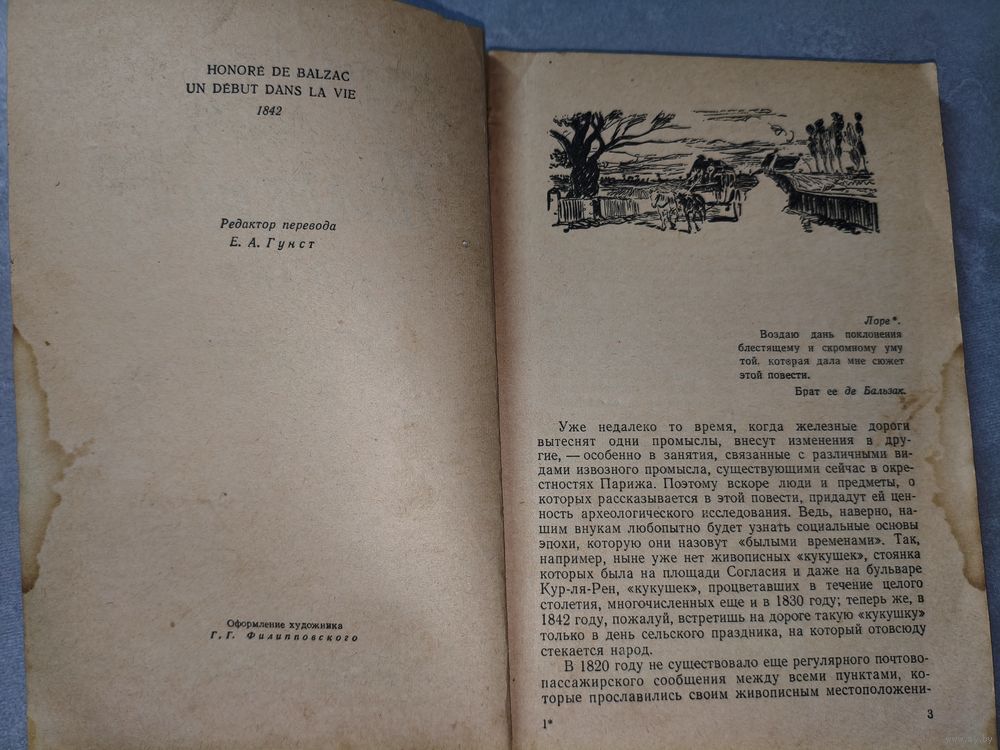 HONORÉ DE BALZAC
UN DÉBUT DANS LA VIE
1842
Редактор перевода
Е. А. Гунст
Оформление художника
Г. Г. Филипповского
Лоре*.
Воздаю дань поклонения
блестящему и скромному уму
той, которая дала мне сюжет
этой повести.
Брат ее де Бальзак.
Уже недалеко то время, когда железные дороги
вытеснят одни промыслы, внесут изменения в дру-
гие, — особенно в занятия, связанные с различными ви-
дами извозного промысла, существующими сейчас в окре-
стностях Парижа. Поэтому вскоре люди и предметы, о
которых рассказывается в этой повести, придадут ей цен-
ность археологического исследования. Ведь, наверно, на-
шим внукам любопытно будет узнать социальные основы
эпохи, которую они назовут «былыми временами». Так,
например, ныне уже нет живописных «кукушек», стоянка
которых была на площади Согласия и даже на бульваре
Кур-ля-Рен, «кукушек», процветавших в течение целого
столетия, многочисленных еще и в 1830 году; теперь же, в
1842 году, пожалуй, встретишь на дороге такую «кукушку»
только в день сельского праздника, на который отовсюду
стекается народ.
В 1820 году не существовало еще регулярного почтово-
пассажирского сообщения между всеми пунктами, ко-
торые прославились своим живописным местоположени-
1*
3